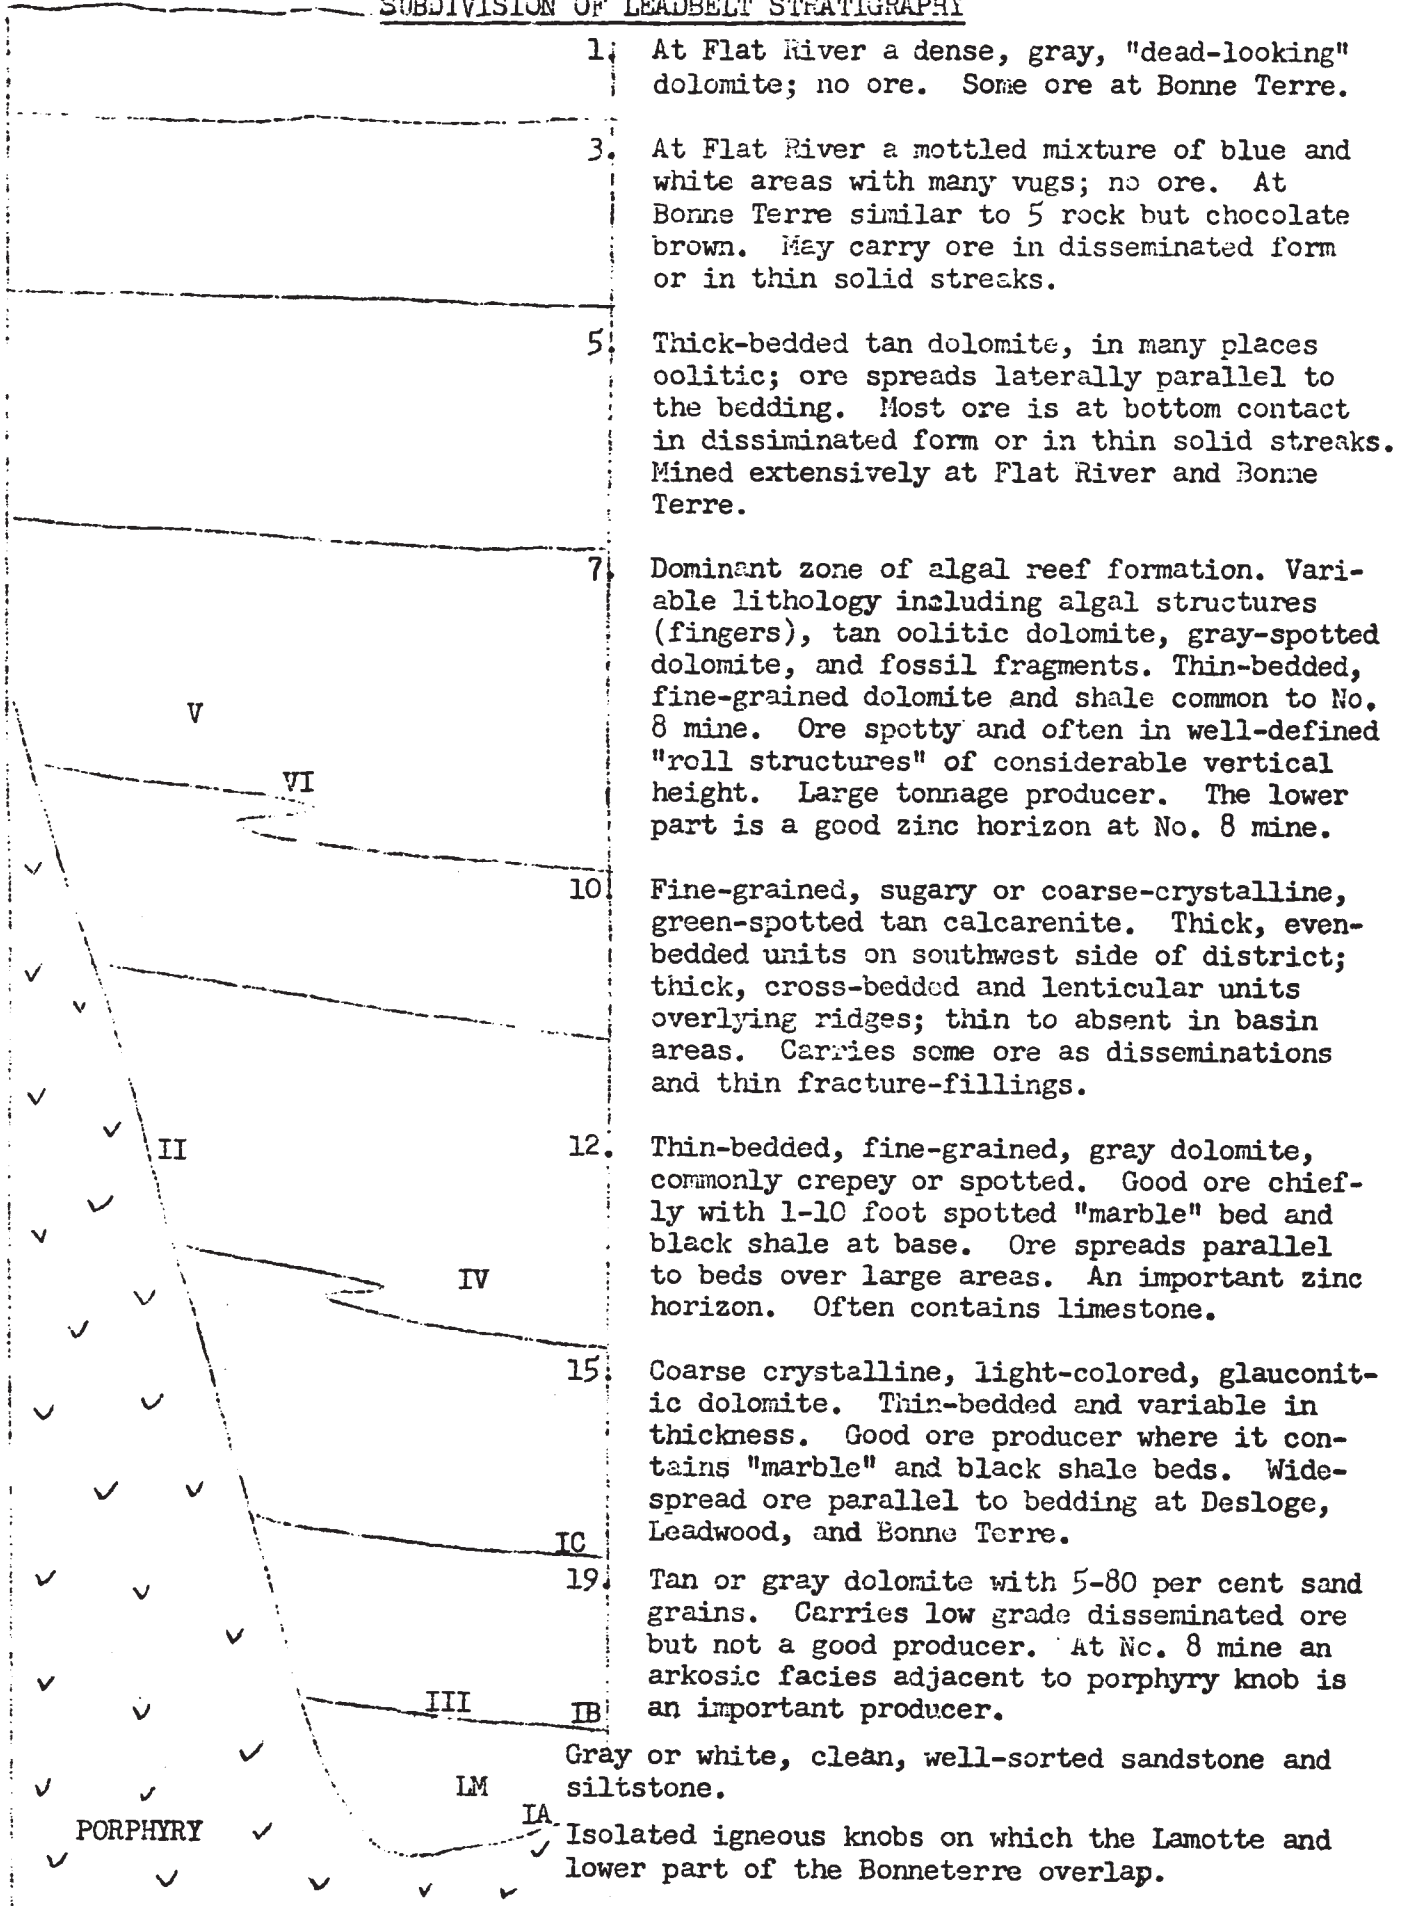 SUBDIVISION OF LEADBELT STRATIGRAPHY
1. At Flat River a dense, gray, "dead-looking"
dolomite; no ore. Some ore at Bonne Terre.
3. At Flat River a mottled mixture of blue and
white areas with many vugs; no ore. At
Bonne Terre similar to 5 rock but chocolate
brown. May carry ore in disseminated form
or in thin solid streaks.
5. Thick-bedded tan dolomite, in many places
oolitic; ore spreads laterally parallel to
the bedding. Most ore is at bottom contact
in dissiminated form or in thin solid streaks.
Mined extensively at Flat River and Bonne
Terre.
7. Dominant zone of algal reef formation. Vari-
able lithology including algal structures
(fingers), tan oolitic dolomite, gray-spotted
dolomite, and fossil fragments. Thin-bedded,
fine-grained dolomite and shale common to No.
8 mine. Ore spotty and often in well-defined
"roll structures" of considerable vertical
height. Large tonnage producer. The lower
part is a good zinc horizon at No. 8 mine.
V
VI
10. Fine-grained, sugary or coarse-crystalline,
green-spotted tan calcarenite. Thick, even-
bedded units on southwest side of district;
thick, cross-bedded and lenticular units
overlying ridges; thin to absent in basin
areas. Carries some ore as disseminations
and thin fracture-fillings.
II
12. Thin-bedded, fine-grained, gray dolomite,
commonly crepey or spotted. Good ore chief-
ly with 1-10 foot spotted "marble" bed and
black shale at base. Ore spreads parallel
to beds over large areas. An important zinc
horizon. Often contains limestone.
IV
15. Coarse crystalline, light-colored, glauconit-
ic dolomite. Thin-bedded and variable in
thickness. Good ore producer where it con-
tains "marble" and black shale beds. Wide-
spread ore parallel to bedding at Desloge,
Leadwood, and Bonne Terre.
IC
19. Tan or gray dolomite with 5-80 per cent sand
grains. Carries low grade disseminated ore
but not a good producer. At No. 8 mine an
arkosic facies adjacent to porphyry knob is
an important producer.
III
IB
Gray or white, clean, well-sorted sandstone and
siltstone.
LM
IA
PORPHYRY
Isolated igneous knobs on which the Lamotte and
lower part of the Bonneterre overlap.